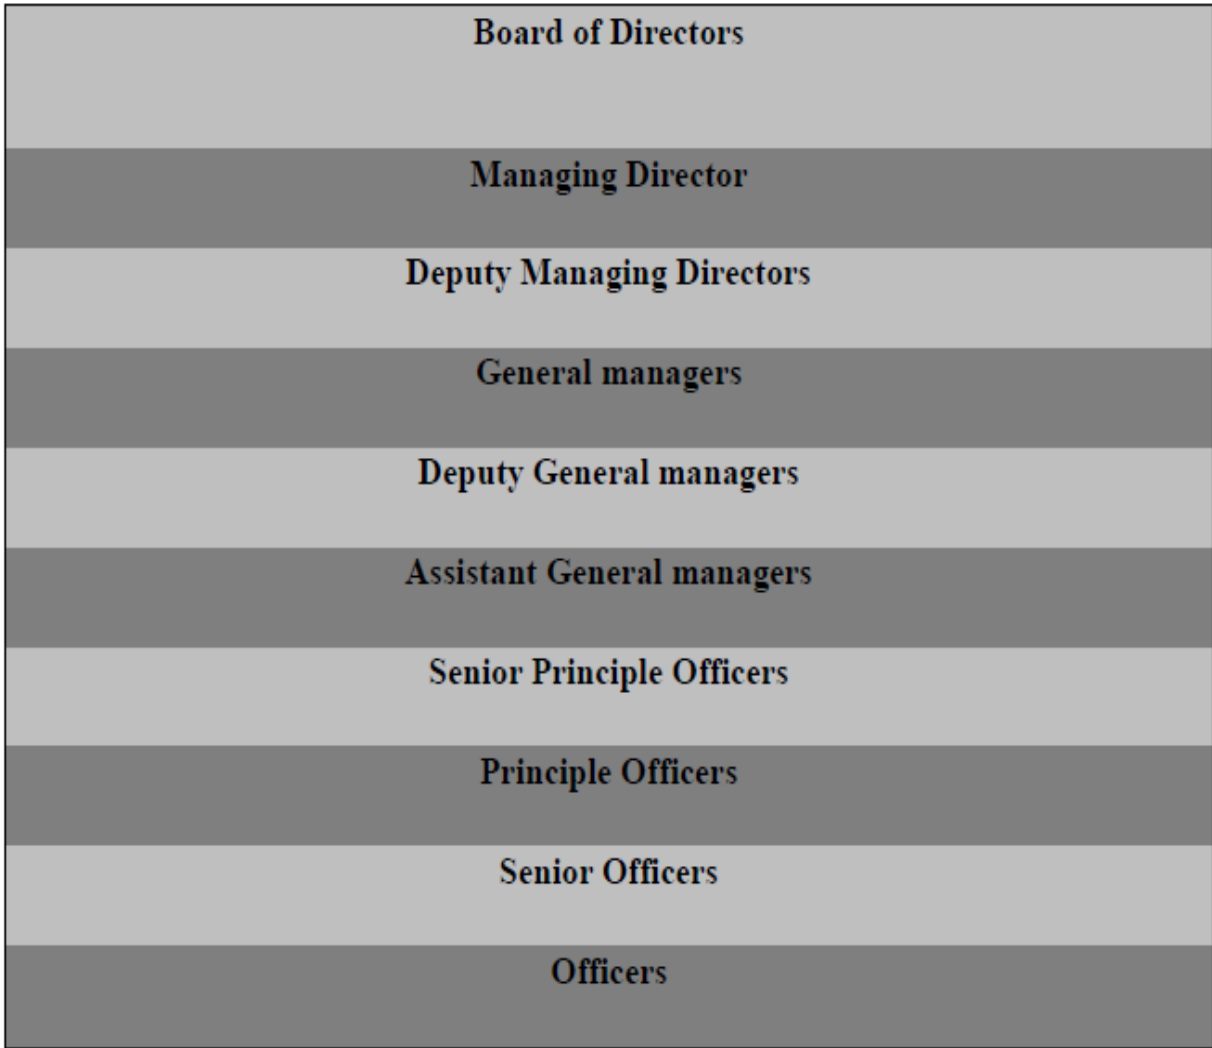 Board of Directors
Managing Director
Deputy Managing Directors
General managers
Deputy General managers
Assistant General managers
Senior Principle Officers
Principle Officers
Senior Officers
Officers